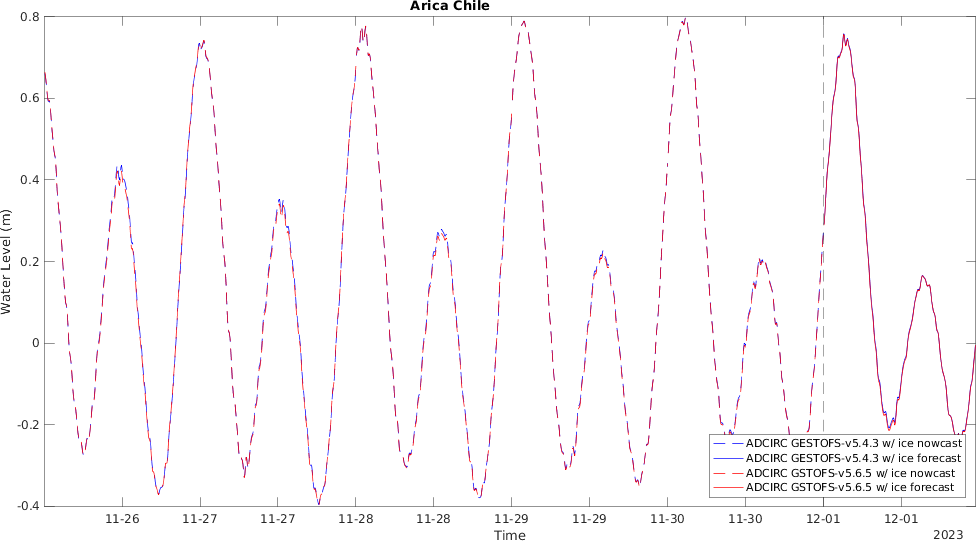 Arica Chile
0.8
0.6
0.4
0.2
0
-0.2
-0.4
Water Level (m)
ADCIRC GESTOFS-v5.4.3 w/ ice nowcast
ADCIRC GESTOFS-v5.4.3 w/ ice forecast
ADCIRC GSTOFS-v5.6.5 w/ ice nowcast
ADCIRC GSTOFS-v5.6.5 w/ ice forecast
11-26 11-27 11-27 11-28 11-28 11-29 11-29 11-30 11-30 12-01 12-01
Time
2023